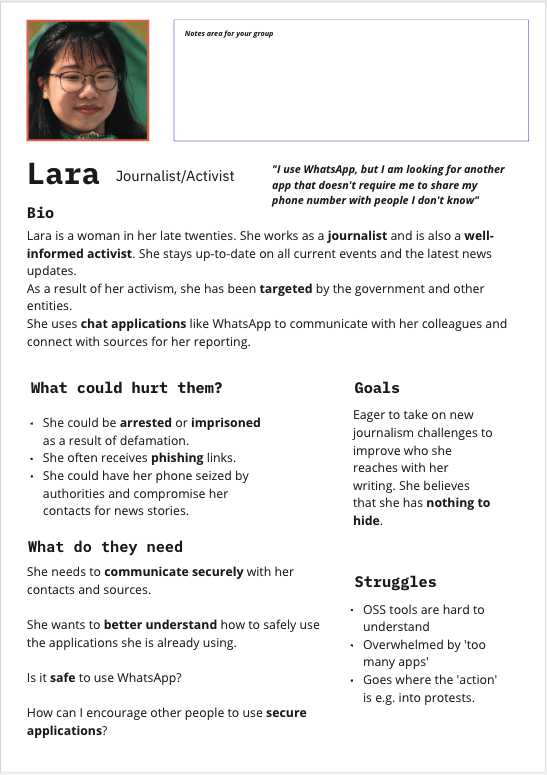 Notes area for your group
Lara Journalist/Activist
"I use WhatsApp, but I am looking for another
app that doesn't require me to share my
phone number with people I don't know"
Bio
Lara is a woman in her late twenties. She works as a journalist and is also a well-
informed activist. She stays up-to-date on all current events and the latest news
updates.
As a result of her activism, she has been targeted by the government and other
entities.
She uses chat applications like WhatsApp to communicate with her colleagues and
connect with sources for her reporting.
What could hurt them?
• She could be arrested or imprisoned
as a result of defamation.
• She often receives phishing links.
• She could have her phone seized by
authorities and compromise her
contacts for news stories.
What do they need
She needs to communicate securely with her
contacts and sources.
She wants to better understand how to safely use
the applications she is already using.
Is it safe to use WhatsApp?
How can I encourage other people to use secure
applications?
Goals
Eager to take on new
journalism challenges to
improve who she
reaches with her
writing. She believes
that she has nothing to
hide.
Struggles
• OSS tools are hard to
understand
• Overwhelmed by 'too
many apps'
• Goes where the 'action'
is e.g. into protests.